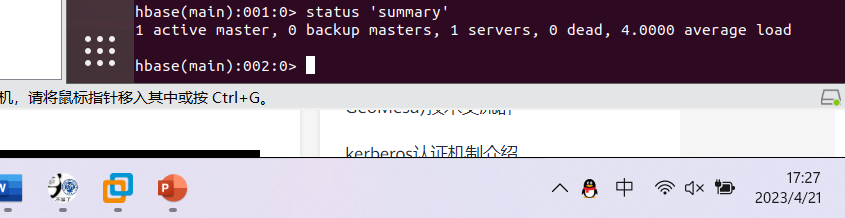 hbase(main):001:0> status 'summary'
1 active master, 0 backup masters, 1 servers, 0 dead, 4.0000 average load
hbase(main):002:0>
机，请将鼠标指针移入其中或按 Ctrl+G。
kerberos认证机制介绍
中
17:27
2023/4/21